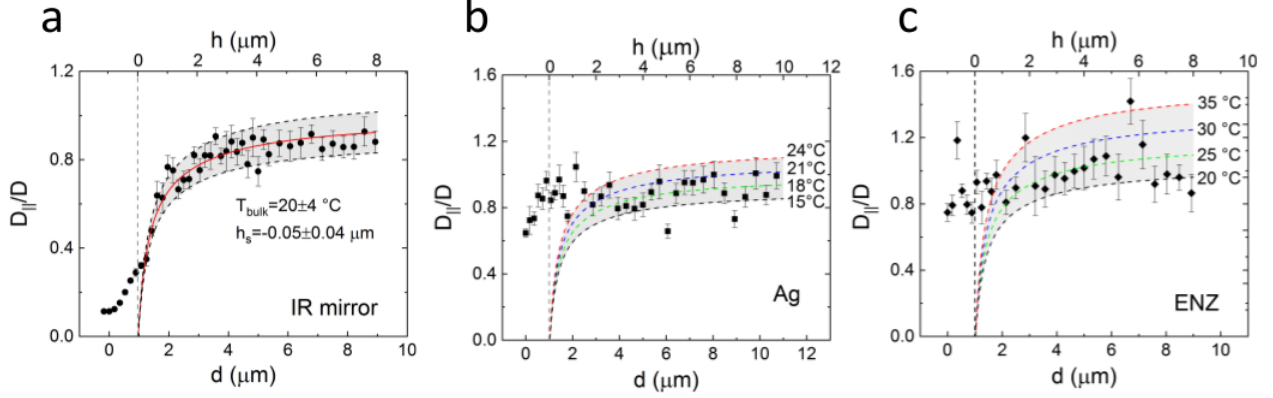 a
h (μm)
0 2 4 6 8
1.2
0.8
0.4
0.0
D||/D
T_bulk=20±4 °C
h_s=-0.05±0.04 μm
IR mirror
0 2 4 6 8 10
d (μm)
b
h (μm)
0 2 4 6 8 10
1.6
1.2
0.8
0.4
0.0
D||/D
24°C
21°C
18°C
15°C
Ag
0 2 4 6 8 10 12
d (μm)
c
h (μm)
0 2 4 6 8 10
1.6
1.2
0.8
0.4
0.0
D||/D
35 °C
30 °C
25 °C
20 °C
ENZ
0 2 4 6 8 10
d (μm)